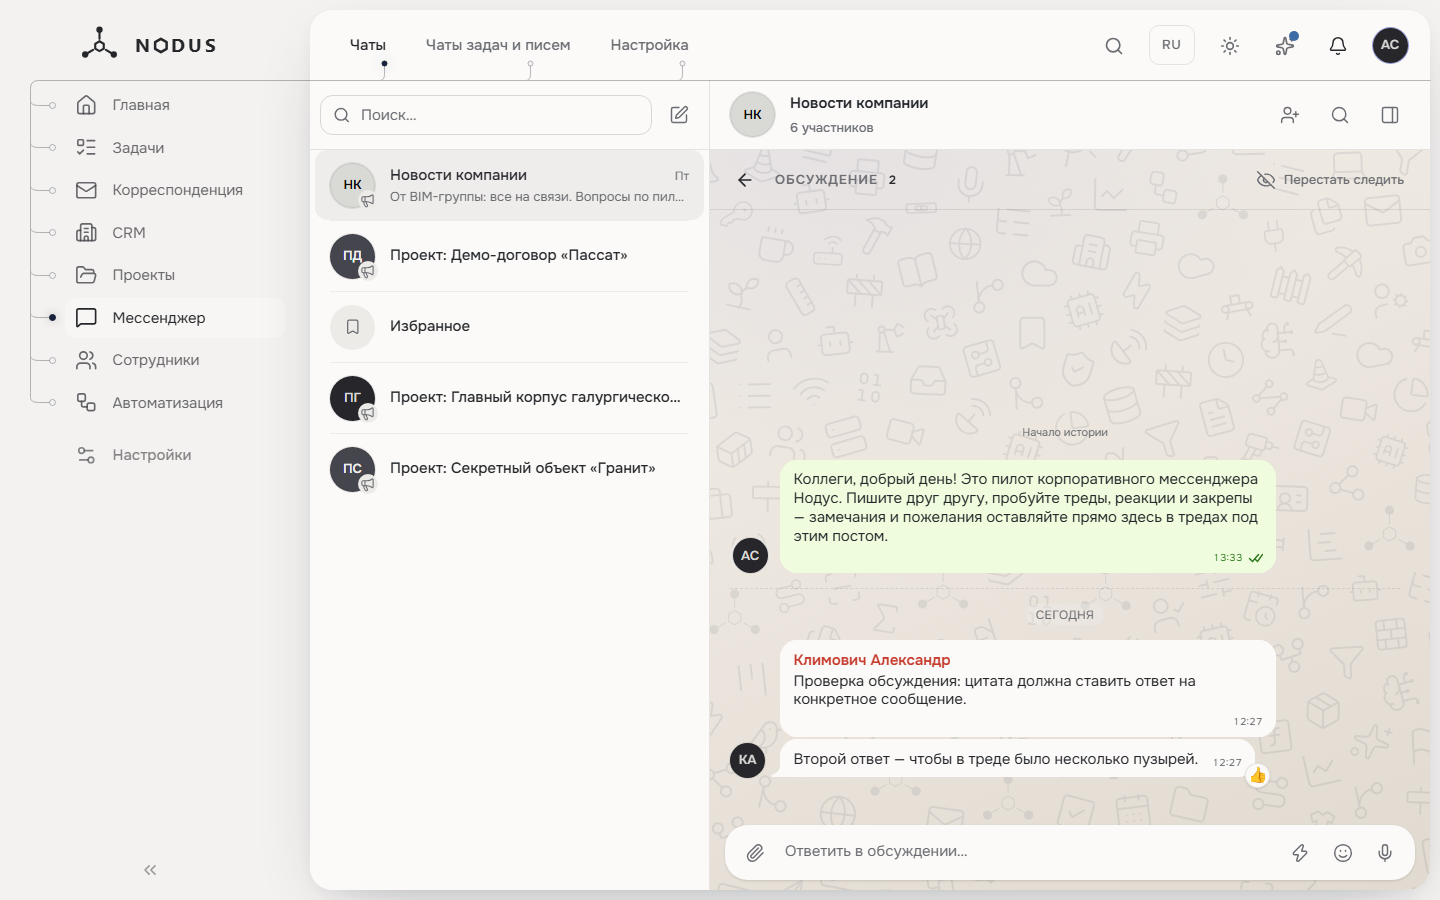 NODUS
Чаты
Чаты задач и писем
Настройка
RU
АС
Главная
Задачи
Корреспонденция
CRM
Проекты
Мессенджер
Сотрудники
Автоматизация
Настройки
Поиск...
НК
Новости компании
Пт
От BIM-группы: все на связи. Вопросы по пил...
ПД
Проект: Демо-договор «Пассат»
Избранное
ПГ
Проект: Главный корпус галургическо...
ПС
Проект: Секретный объект «Гранит»
НК
Новости компании
6 участников
ОБСУЖДЕНИЕ 2
Перестать следить
Начало истории
Коллеги, добрый день! Это пилот корпоративного мессенджера
Нодус. Пишите друг другу, пробуйте треды, реакции и закрепы
— замечания и пожелания оставляйте прямо здесь в тредах под
этим постом.
13:33
АС
СЕГОДНЯ
Климович Александр
Проверка обсуждения: цитата должна ставить ответ на
конкретное сообщение.
12:27
КА
Второй ответ — чтобы в треде было несколько пузырей.
12:27
Ответить в обсуждении...